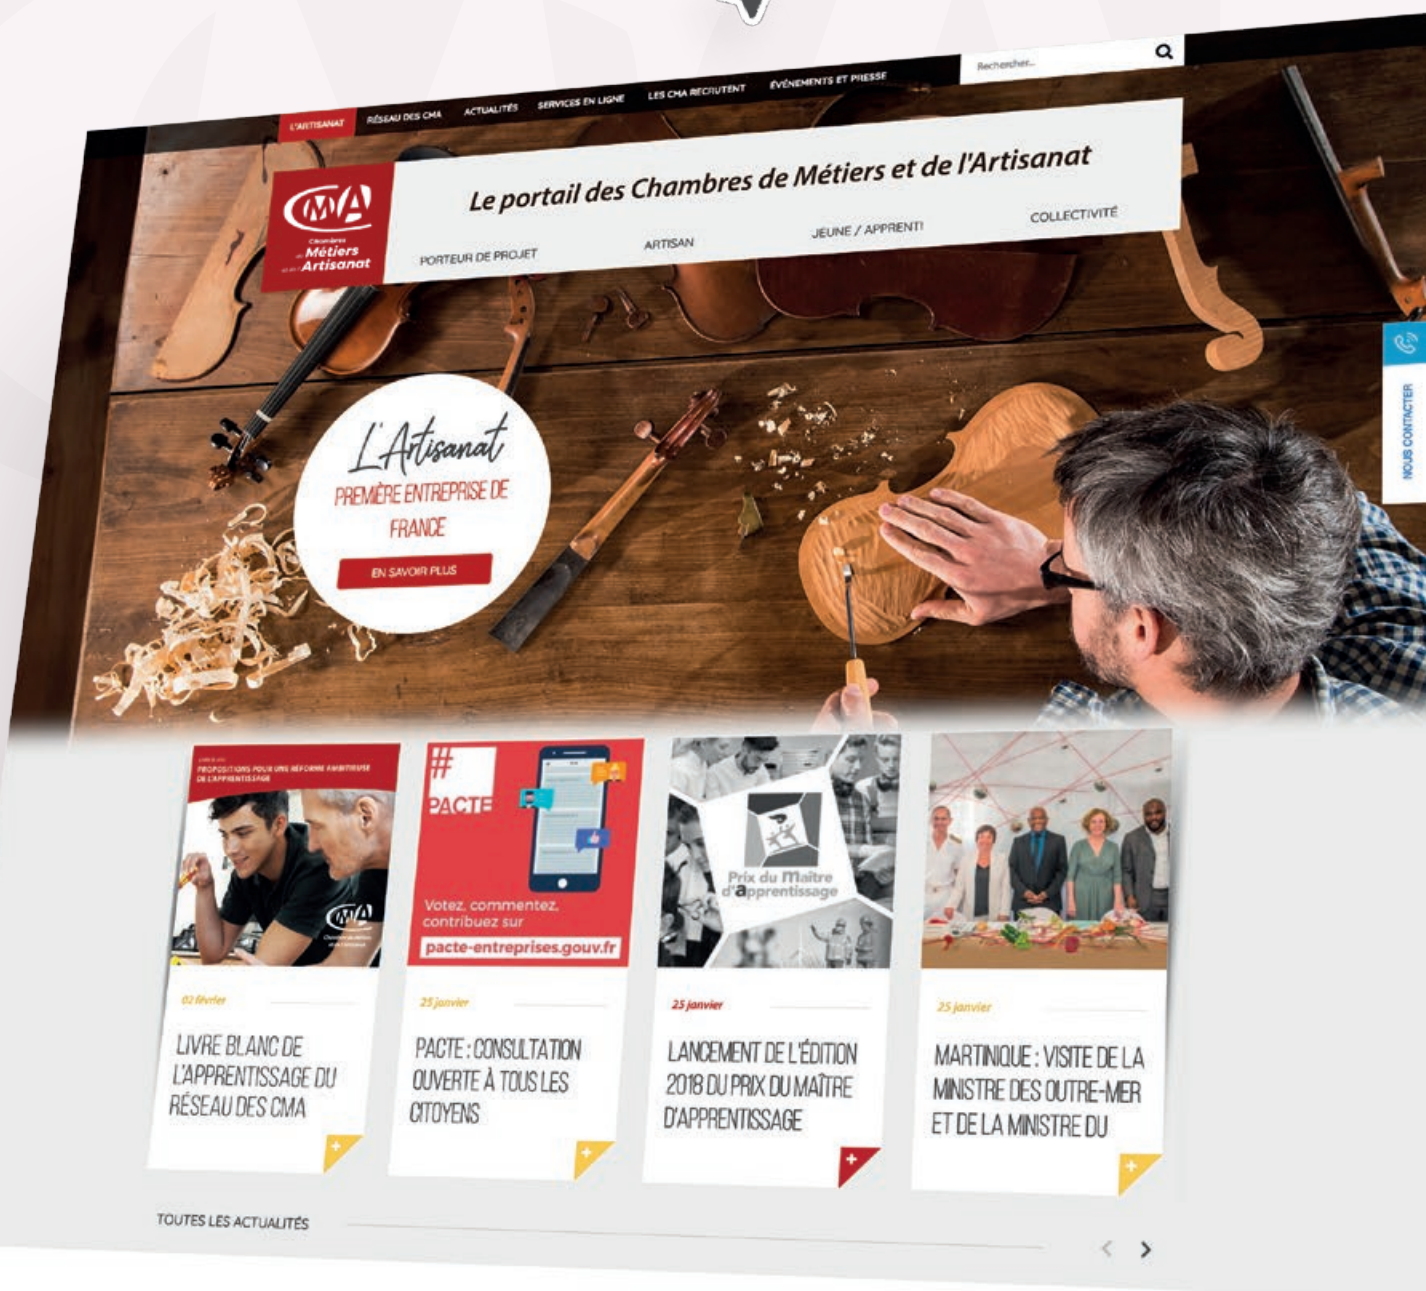 L'ARTISANAT
RÉSEAU DES CMA
ACTUALITÉS
SERVICES EN LIGNE
LES CMA RECRUTENT
ÉVÉNEMENTS ET PRESSE
Rechercher...
CMA
Chambres
de Métiers
et de l'Artisanat
Le portail des Chambres de Métiers et de l'Artisanat
PORTEUR DE PROJET
ARTISAN
JEUNE / APPRENTI
COLLECTIVITÉ
NOUS CONTACTER
L'Artisanat
PREMIÈRE ENTREPRISE DE
FRANCE
EN SAVOIR PLUS
PROPOSITIONS POUR UNE RÉFORME AMBITIEUSE
DE L'APPRENTISSAGE
CMA
02 février
LIVRE BLANC DE
L'APPRENTISSAGE DU
RÉSEAU DES CMA
#
PACTE
Votez, commentez,
contribuez sur
pacte-entreprises.gouv.fr
25 janvier
PACTE : CONSULTATION
OUVERTE À TOUS LES
CITOYENS
Prix du Maître
d'apprentissage
25 janvier
LANCEMENT DE L'ÉDITION
2018 DU PRIX DU MAÎTRE
D'APPRENTISSAGE
25 janvier
MARTINIQUE : VISITE DE LA
MINISTRE DES OUTRE-MER
ET DE LA MINISTRE DU
TOUTES LES ACTUALITÉS